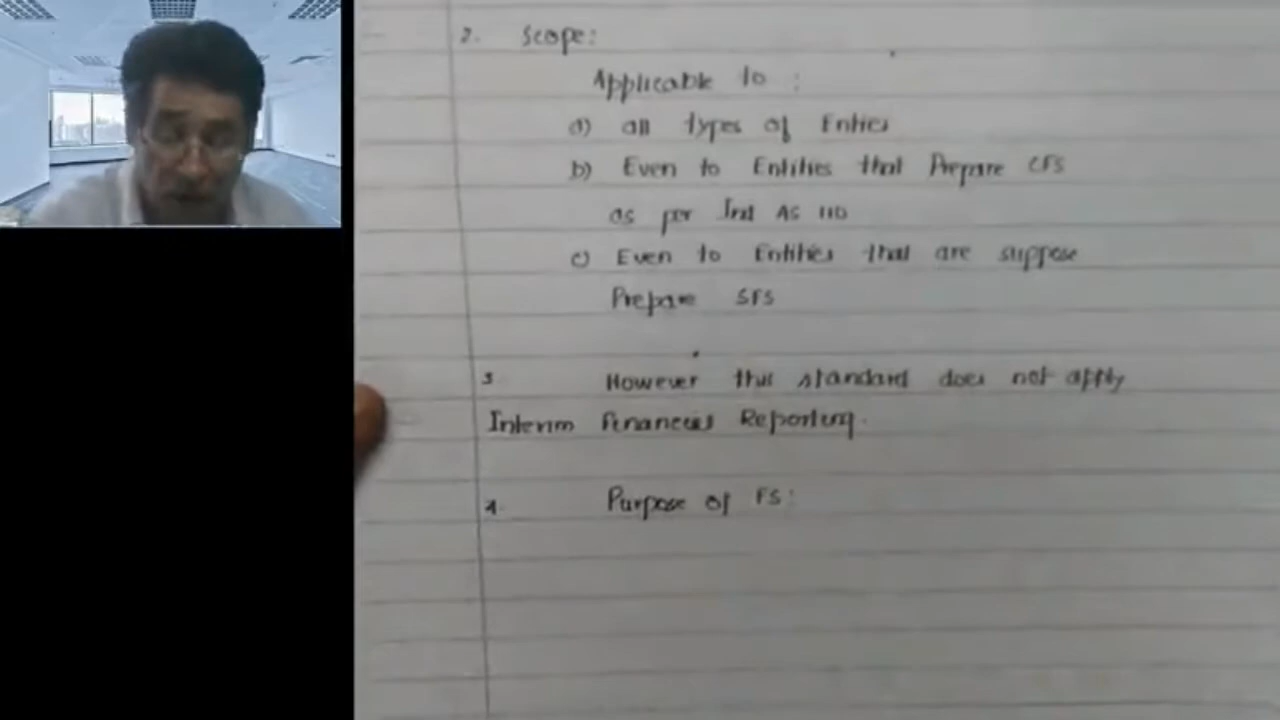 2. Scope:
Applicable to :
a) all types of Entities
b) Even to Entities that Prepare CFS
as per Ind AS 110
c) Even to Entities that are suppose
Prepare SFS
3 However this standard does not apply
Interim Financial Reporting.
4. Purpose of FS: